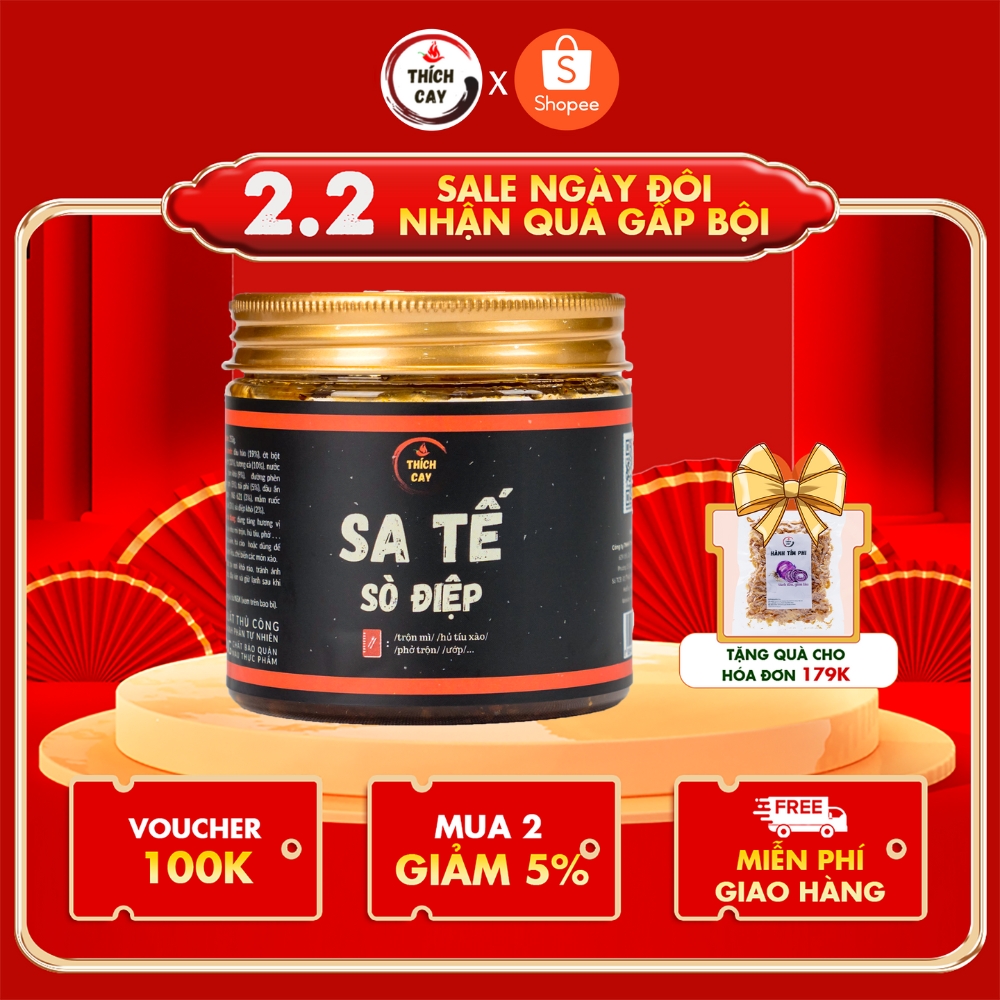 THÍCH
CAY
X
Shopee
2.2
SALE NGÀY ĐÔI
NHẬN QUÀ GẤP BỘI
THÍCH
CAY
SA TẾ
SÒ ĐIỆP
/trộn mì/ /hủ tíu xào/
/phở trộn/ /ướp/...
HÀNH TÍM PHI
TẶNG QUÀ CHO
HÓA ĐƠN 179K
VOUCHER
100K
MUA 2
GIẢM 5%
FREE
MIỄN PHÍ
GIAO HÀNG